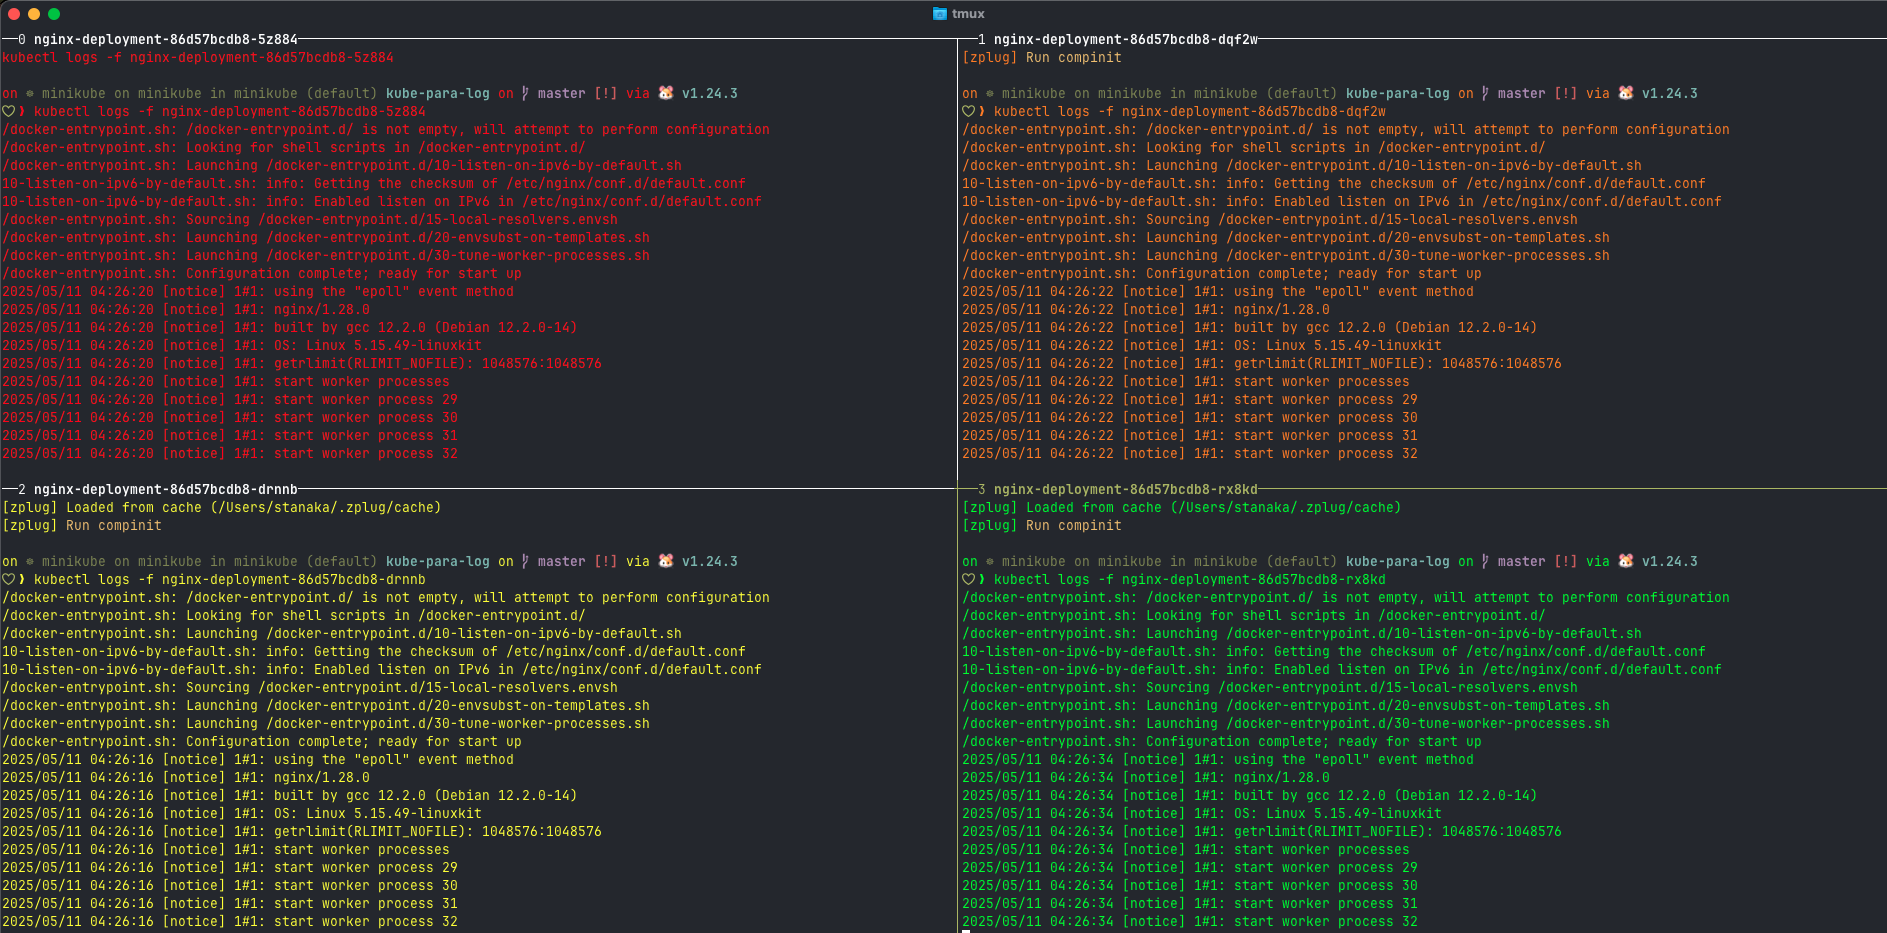 tmux
0 nginx-deployment-86d57bcdb8-5z884
kubectl logs -f nginx-deployment-86d57bcdb8-5z884
on ☸ minikube on minikube in minikube (default) kube-para-log on master [!] via 🐹 v1.24.3
♡ ❯ kubectl logs -f nginx-deployment-86d57bcdb8-5z884
/docker-entrypoint.sh: /docker-entrypoint.d/ is not empty, will attempt to perform configuration
/docker-entrypoint.sh: Looking for shell scripts in /docker-entrypoint.d/
/docker-entrypoint.sh: Launching /docker-entrypoint.d/10-listen-on-ipv6-by-default.sh
10-listen-on-ipv6-by-default.sh: info: Getting the checksum of /etc/nginx/conf.d/default.conf
10-listen-on-ipv6-by-default.sh: info: Enabled listen on IPv6 in /etc/nginx/conf.d/default.conf
/docker-entrypoint.sh: Sourcing /docker-entrypoint.d/15-local-resolvers.envsh
/docker-entrypoint.sh: Launching /docker-entrypoint.d/20-envsubst-on-templates.sh
/docker-entrypoint.sh: Launching /docker-entrypoint.d/30-tune-worker-processes.sh
/docker-entrypoint.sh: Configuration complete; ready for start up
2025/05/11 04:26:20 [notice] 1#1: using the "epoll" event method
2025/05/11 04:26:20 [notice] 1#1: nginx/1.28.0
2025/05/11 04:26:20 [notice] 1#1: built by gcc 12.2.0 (Debian 12.2.0-14)
2025/05/11 04:26:20 [notice] 1#1: OS: Linux 5.15.49-linuxkit
2025/05/11 04:26:20 [notice] 1#1: getrlimit(RLIMIT_NOFILE): 1048576:1048576
2025/05/11 04:26:20 [notice] 1#1: start worker processes
2025/05/11 04:26:20 [notice] 1#1: start worker process 29
2025/05/11 04:26:20 [notice] 1#1: start worker process 30
2025/05/11 04:26:20 [notice] 1#1: start worker process 31
2025/05/11 04:26:20 [notice] 1#1: start worker process 32
1 nginx-deployment-86d57bcdb8-dqf2w
[zplug] Run compinit
on ☸ minikube on minikube in minikube (default) kube-para-log on master [!] via 🐹 v1.24.3
♡ ❯ kubectl logs -f nginx-deployment-86d57bcdb8-dqf2w
/docker-entrypoint.sh: /docker-entrypoint.d/ is not empty, will attempt to perform configuration
/docker-entrypoint.sh: Looking for shell scripts in /docker-entrypoint.d/
/docker-entrypoint.sh: Launching /docker-entrypoint.d/10-listen-on-ipv6-by-default.sh
10-listen-on-ipv6-by-default.sh: info: Getting the checksum of /etc/nginx/conf.d/default.conf
10-listen-on-ipv6-by-default.sh: info: Enabled listen on IPv6 in /etc/nginx/conf.d/default.conf
/docker-entrypoint.sh: Sourcing /docker-entrypoint.d/15-local-resolvers.envsh
/docker-entrypoint.sh: Launching /docker-entrypoint.d/20-envsubst-on-templates.sh
/docker-entrypoint.sh: Launching /docker-entrypoint.d/30-tune-worker-processes.sh
/docker-entrypoint.sh: Configuration complete; ready for start up
2025/05/11 04:26:22 [notice] 1#1: using the "epoll" event method
2025/05/11 04:26:22 [notice] 1#1: nginx/1.28.0
2025/05/11 04:26:22 [notice] 1#1: built by gcc 12.2.0 (Debian 12.2.0-14)
2025/05/11 04:26:22 [notice] 1#1: OS: Linux 5.15.49-linuxkit
2025/05/11 04:26:22 [notice] 1#1: getrlimit(RLIMIT_NOFILE): 1048576:1048576
2025/05/11 04:26:22 [notice] 1#1: start worker processes
2025/05/11 04:26:22 [notice] 1#1: start worker process 29
2025/05/11 04:26:22 [notice] 1#1: start worker process 30
2025/05/11 04:26:22 [notice] 1#1: start worker process 31
2025/05/11 04:26:22 [notice] 1#1: start worker process 32
2 nginx-deployment-86d57bcdb8-drnnb
[zplug] Loaded from cache (/Users/stanaka/.zplug/cache)
[zplug] Run compinit
on ☸ minikube on minikube in minikube (default) kube-para-log on master [!] via 🐹 v1.24.3
♡ ❯ kubectl logs -f nginx-deployment-86d57bcdb8-drnnb
/docker-entrypoint.sh: /docker-entrypoint.d/ is not empty, will attempt to perform configuration
/docker-entrypoint.sh: Looking for shell scripts in /docker-entrypoint.d/
/docker-entrypoint.sh: Launching /docker-entrypoint.d/10-listen-on-ipv6-by-default.sh
10-listen-on-ipv6-by-default.sh: info: Getting the checksum of /etc/nginx/conf.d/default.conf
10-listen-on-ipv6-by-default.sh: info: Enabled listen on IPv6 in /etc/nginx/conf.d/default.conf
/docker-entrypoint.sh: Sourcing /docker-entrypoint.d/15-local-resolvers.envsh
/docker-entrypoint.sh: Launching /docker-entrypoint.d/20-envsubst-on-templates.sh
/docker-entrypoint.sh: Launching /docker-entrypoint.d/30-tune-worker-processes.sh
/docker-entrypoint.sh: Configuration complete; ready for start up
2025/05/11 04:26:16 [notice] 1#1: using the "epoll" event method
2025/05/11 04:26:16 [notice] 1#1: nginx/1.28.0
2025/05/11 04:26:16 [notice] 1#1: built by gcc 12.2.0 (Debian 12.2.0-14)
2025/05/11 04:26:16 [notice] 1#1: OS: Linux 5.15.49-linuxkit
2025/05/11 04:26:16 [notice] 1#1: getrlimit(RLIMIT_NOFILE): 1048576:1048576
2025/05/11 04:26:16 [notice] 1#1: start worker processes
2025/05/11 04:26:16 [notice] 1#1: start worker process 29
2025/05/11 04:26:16 [notice] 1#1: start worker process 30
2025/05/11 04:26:16 [notice] 1#1: start worker process 31
2025/05/11 04:26:16 [notice] 1#1: start worker process 32
3 nginx-deployment-86d57bcdb8-rx8kd
[zplug] Loaded from cache (/Users/stanaka/.zplug/cache)
[zplug] Run compinit
on ☸ minikube on minikube in minikube (default) kube-para-log on master [!] via 🐹 v1.24.3
♡ ❯ kubectl logs -f nginx-deployment-86d57bcdb8-rx8kd
/docker-entrypoint.sh: /docker-entrypoint.d/ is not empty, will attempt to perform configuration
/docker-entrypoint.sh: Looking for shell scripts in /docker-entrypoint.d/
/docker-entrypoint.sh: Launching /docker-entrypoint.d/10-listen-on-ipv6-by-default.sh
10-listen-on-ipv6-by-default.sh: info: Getting the checksum of /etc/nginx/conf.d/default.conf
10-listen-on-ipv6-by-default.sh: info: Enabled listen on IPv6 in /etc/nginx/conf.d/default.conf
/docker-entrypoint.sh: Sourcing /docker-entrypoint.d/15-local-resolvers.envsh
/docker-entrypoint.sh: Launching /docker-entrypoint.d/20-envsubst-on-templates.sh
/docker-entrypoint.sh: Launching /docker-entrypoint.d/30-tune-worker-processes.sh
/docker-entrypoint.sh: Configuration complete; ready for start up
2025/05/11 04:26:34 [notice] 1#1: using the "epoll" event method
2025/05/11 04:26:34 [notice] 1#1: nginx/1.28.0
2025/05/11 04:26:34 [notice] 1#1: built by gcc 12.2.0 (Debian 12.2.0-14)
2025/05/11 04:26:34 [notice] 1#1: OS: Linux 5.15.49-linuxkit
2025/05/11 04:26:34 [notice] 1#1: getrlimit(RLIMIT_NOFILE): 1048576:1048576
2025/05/11 04:26:34 [notice] 1#1: start worker processes
2025/05/11 04:26:34 [notice] 1#1: start worker process 29
2025/05/11 04:26:34 [notice] 1#1: start worker process 30
2025/05/11 04:26:34 [notice] 1#1: start worker process 31
2025/05/11 04:26:34 [notice] 1#1: start worker process 32